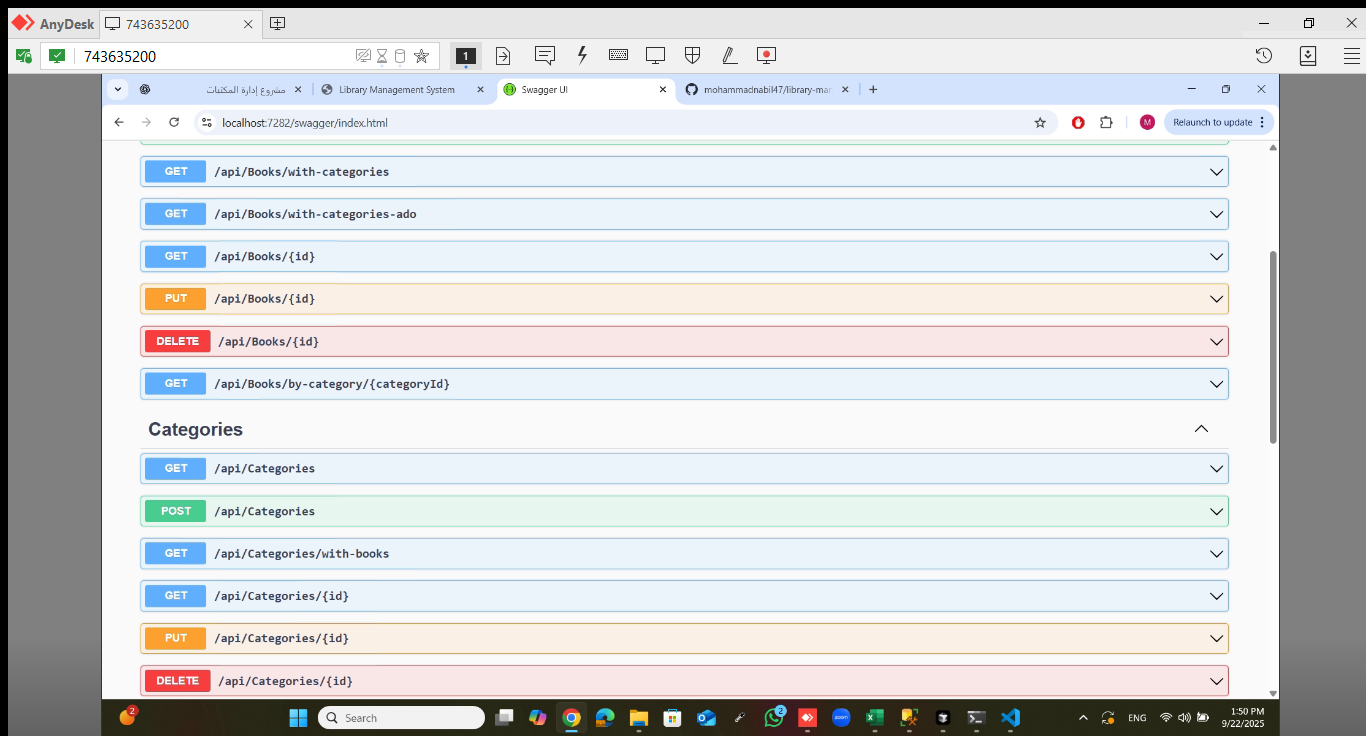 AnyDesk
743635200
743635200
1
مشروع إدارة المكتبات
Library Management System
Swagger UI
mohammadnabil47/library-mar
localhost:7282/swagger/index.html
M
Relaunch to update
GET /api/Books/with-categories
GET /api/Books/with-categories-ado
GET /api/Books/{id}
PUT /api/Books/{id}
DELETE /api/Books/{id}
GET /api/Books/by-category/{categoryId}
Categories
GET /api/Categories
POST /api/Categories
GET /api/Categories/with-books
GET /api/Categories/{id}
PUT /api/Categories/{id}
DELETE /api/Categories/{id}
2
Search
2
zoom
ENG
1:50 PM
9/22/2025